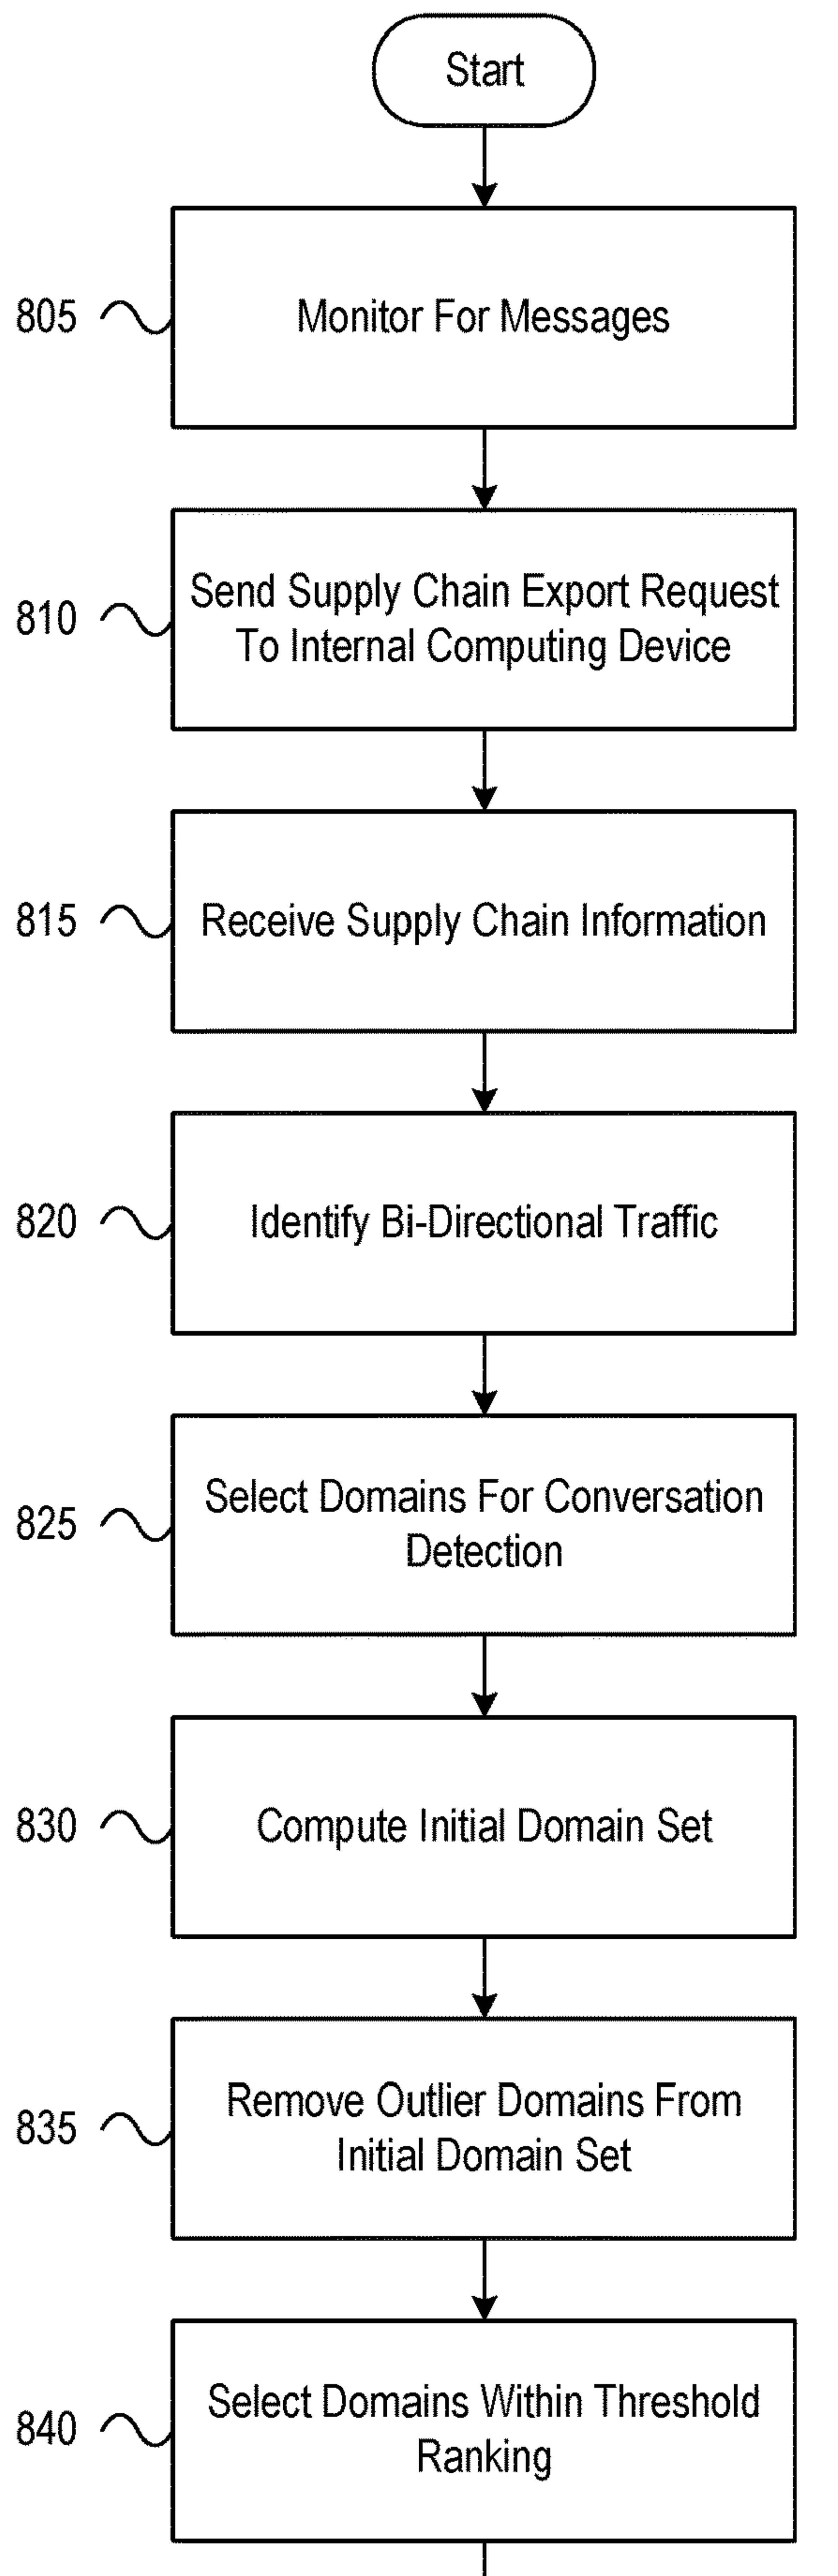 Start
805
Monitor For Messages
810
Send Supply Chain Export Request
To Internal Computing Device
815
Receive Supply Chain Information
820
Identify Bi-Directional Traffic
825
Select Domains For Conversation
Detection
830
Compute Initial Domain Set
835
Remove Outlier Domains From
Initial Domain Set
840
Select Domains Within Threshold
Ranking